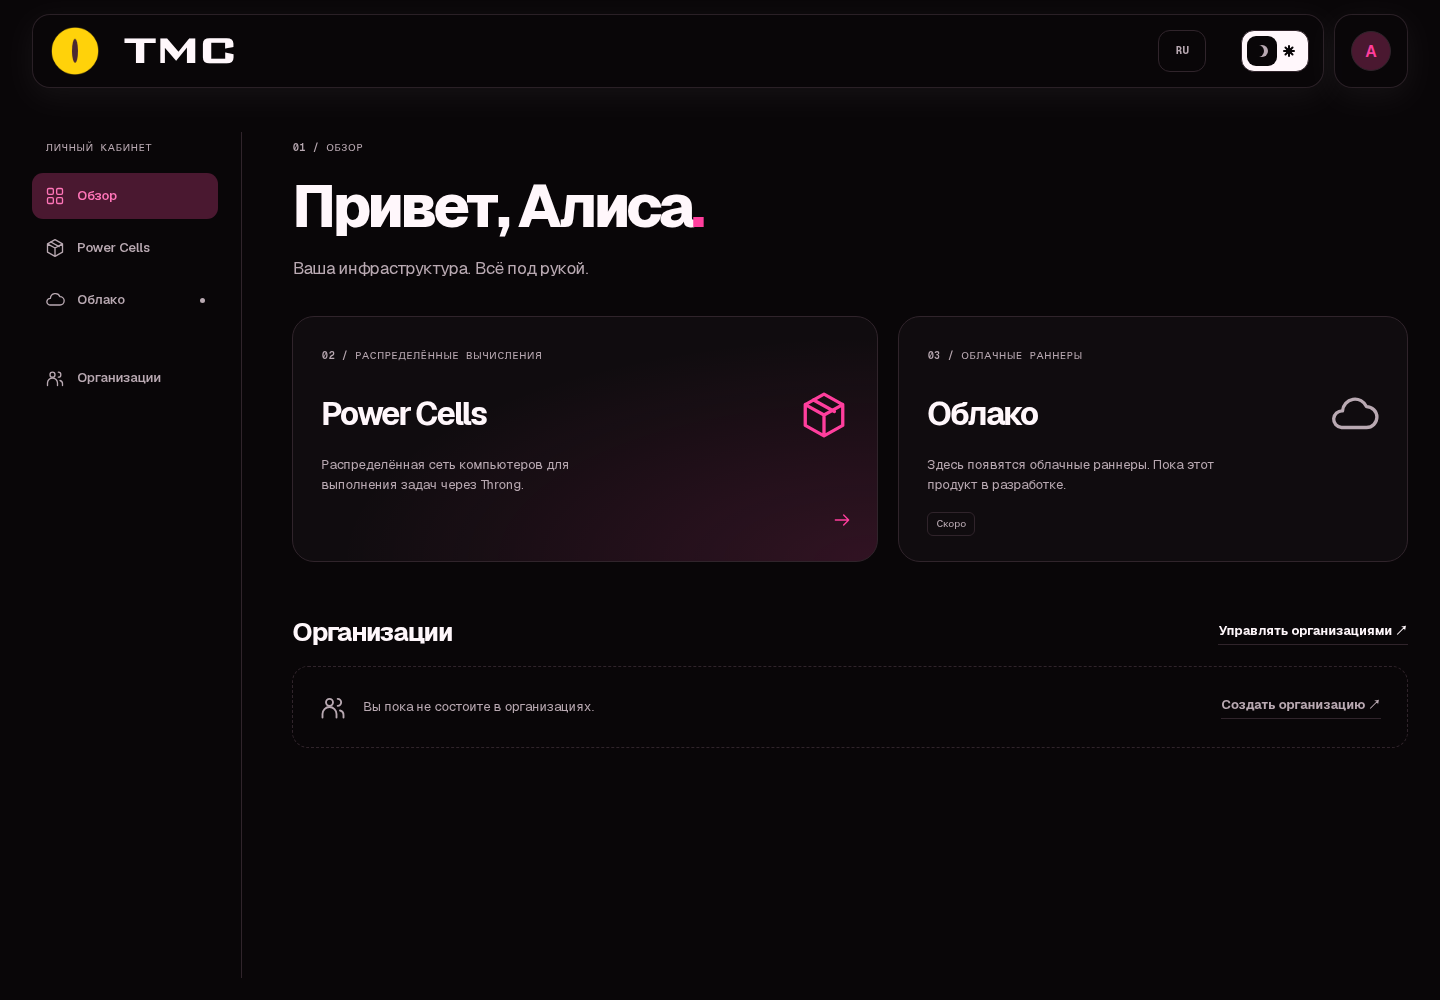 TMC
RU
A
ЛИЧНЫЙ КАБИНЕТ
Обзор
Power Cells
Облако
Организации
01 / ОБЗОР
Привет, Алиса.
Ваша инфраструктура. Всё под рукой.
02 / РАСПРЕДЕЛЁННЫЕ ВЫЧИСЛЕНИЯ
Power Cells
Распределённая сеть компьютеров для
выполнения задач через Throng.
03 / ОБЛАЧНЫЕ РАННЕРЫ
Облако
Здесь появятся облачные раннеры. Пока этот
продукт в разработке.
Скоро
Организации
Управлять организациями ↗
Вы пока не состоите в организациях.
Создать организацию ↗